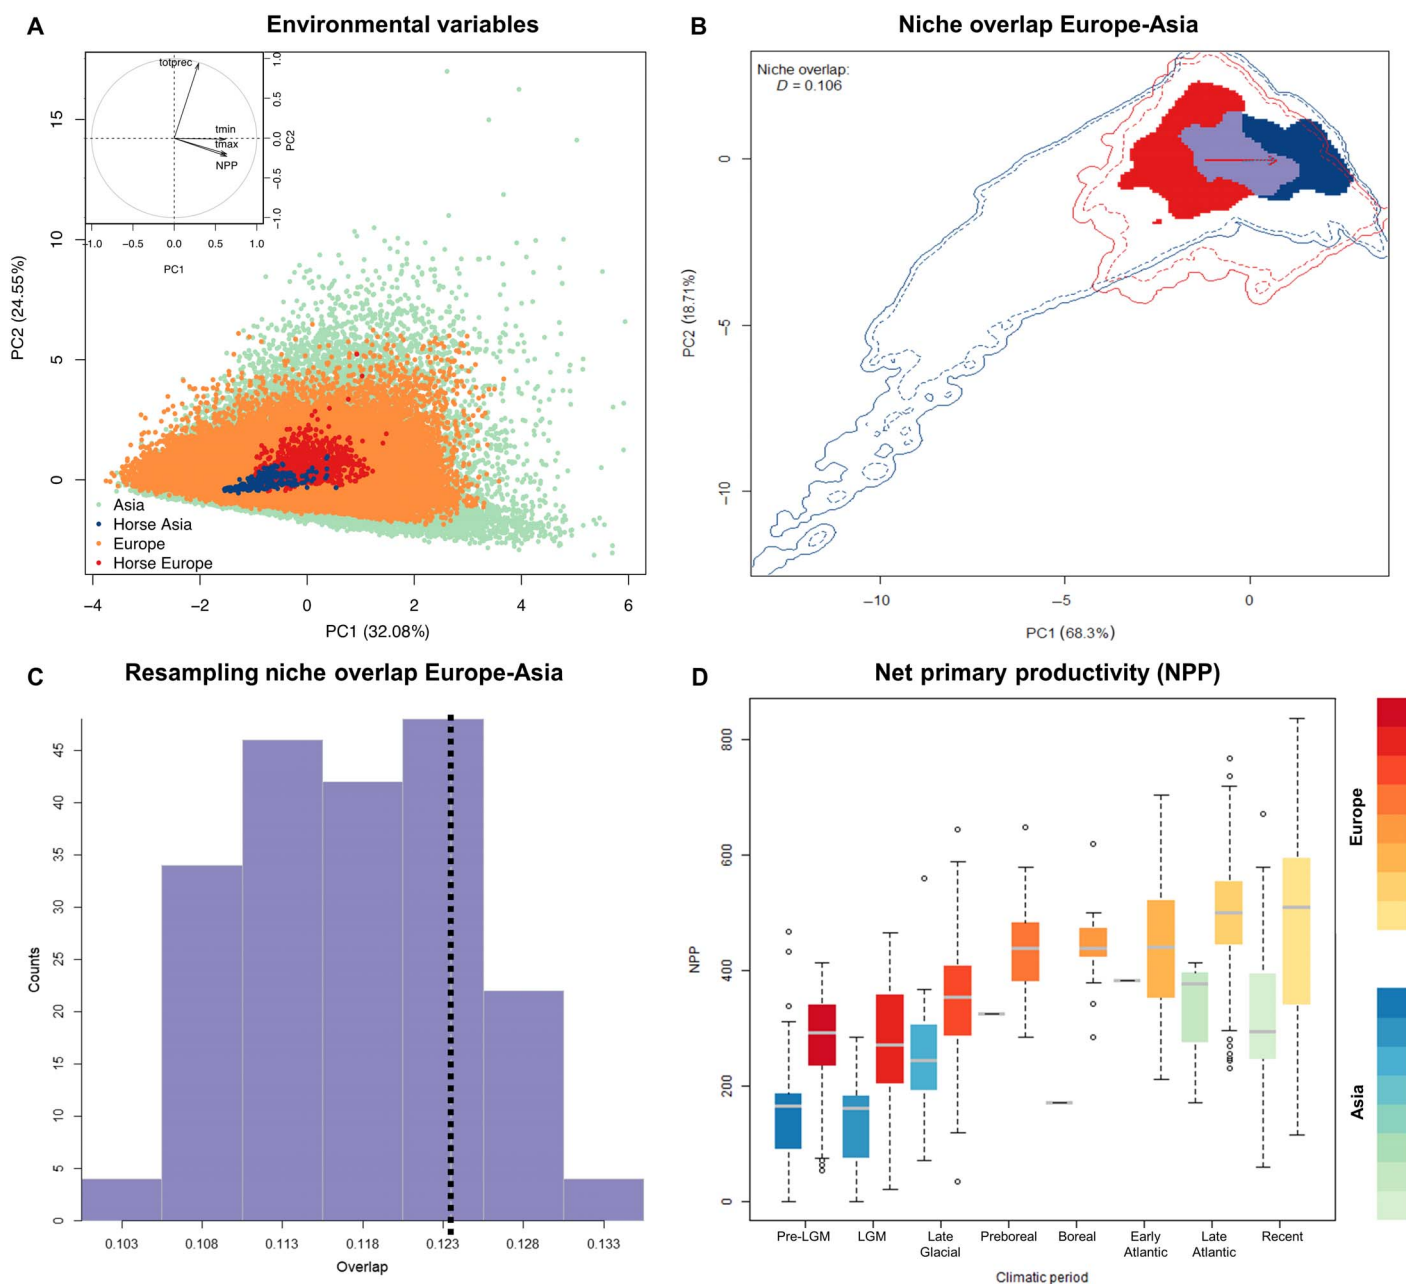 A
Environmental variables
totprec
tmin
tmax
NPP
1.0
0.5
0.0
−0.5
−1.0
PC2
−1.0
−0.5
0.0
0.5
1.0
PC1
15
10
5
0
PC2 (24.55%)
Asia
Horse Asia
Europe
Horse Europe
−4
−2
0
2
4
6
PC1 (32.08%)
B
Niche overlap Europe-Asia
Niche overlap:
D = 0.106
0
−5
−10
PC2 (18.71%)
−10
−5
0
PC1 (68.3%)
C
Resampling niche overlap Europe-Asia
45
40
35
30
25
20
15
10
5
0
Counts
0.103
0.108
0.113
0.118
0.123
0.128
0.133
Overlap
D
Net primary productivity (NPP)
800
600
400
200
0
NPP
Pre-LGM
LGM
Late
Glacial
Preboreal
Boreal
Early
Atlantic
Late
Atlantic
Recent
Climatic period
Europe
Asia